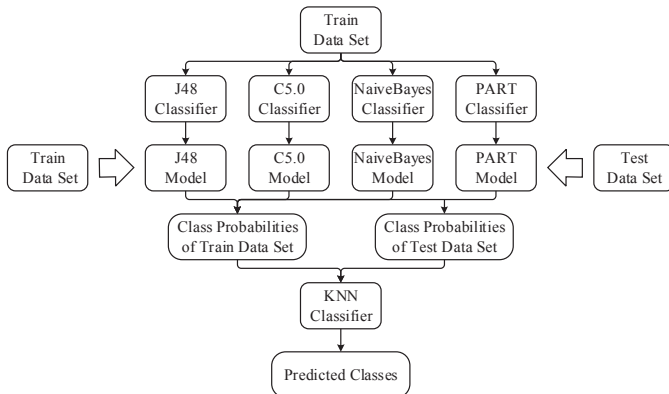 Train
Data Set
J48
Classifier
C5.0
Classifier
NaiveBayes
Classifier
PART
Classifier
Train
Data Set
J48
Model
C5.0
Model
NaiveBayes
Model
PART
Model
Test
Data Set
Class Probabilities
of Train Data Set
Class Probabilities
of Test Data Set
KNN
Classifier
Predicted Classes